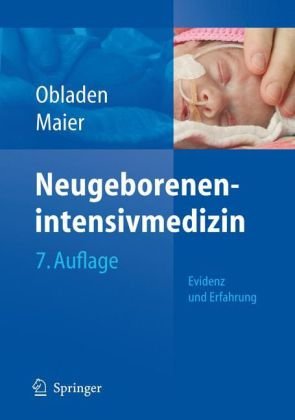 Obladen
Maier
Neugeborenen-
intensivmedizin
7. Auflage
Evidenz
und Erfahrung
Springer